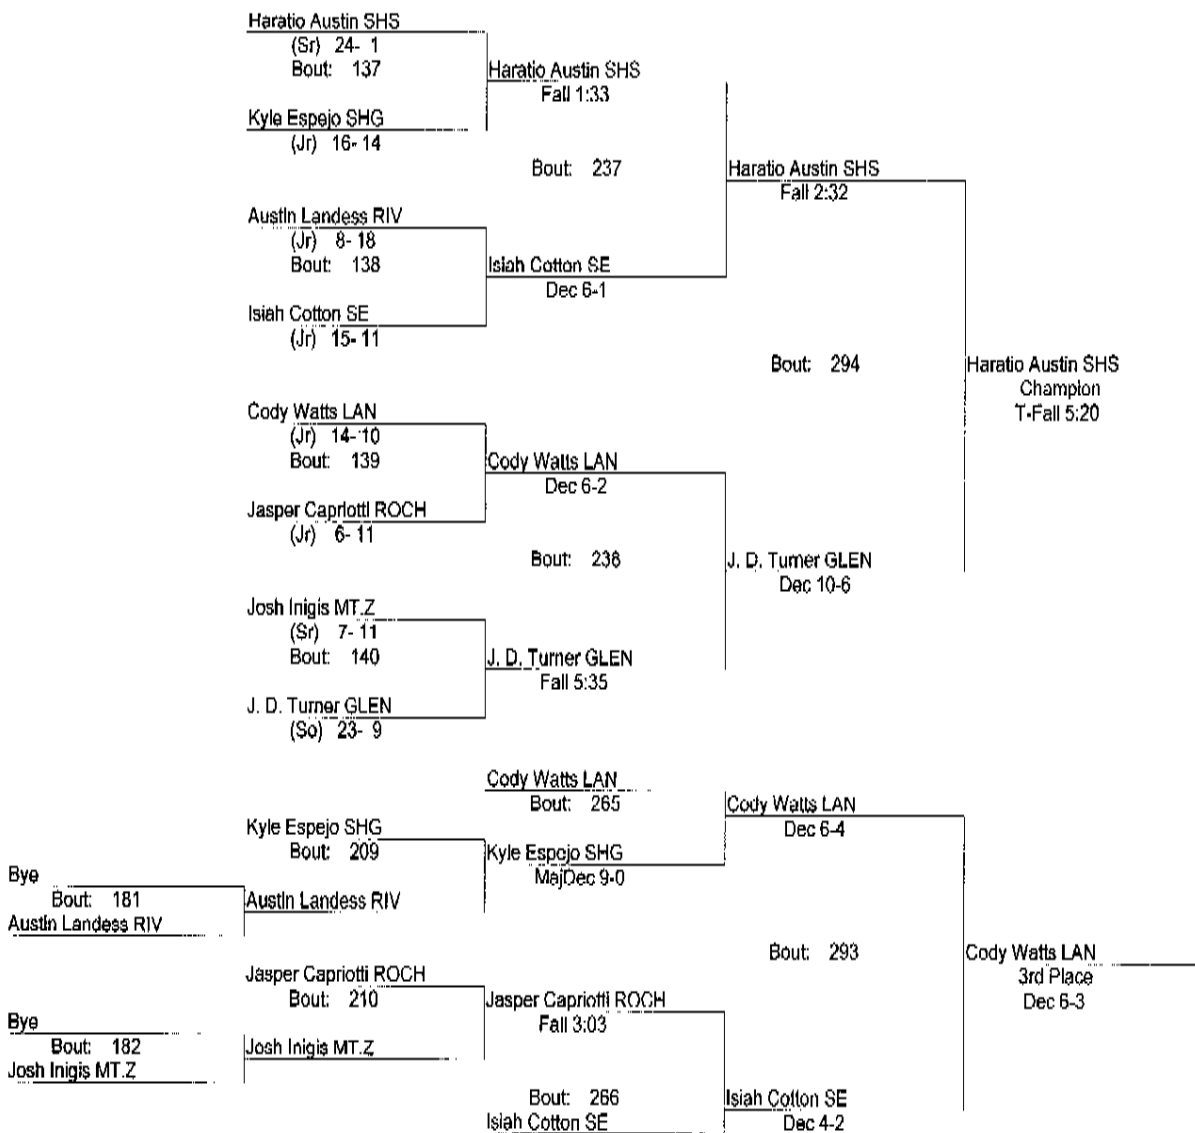 Haratio Austin SHS
(Sr) 24- 1
Bout: 137
Haratio Austin SHS
Fall 1:33
Kyle Espejo SHG
(Jr) 16- 14
Bout: 237
Haratio Austin SHS
Fall 2:32
Austin Landess RIV
(Jr) 8- 18
Bout: 138
Isiah Cotton SE
Dec 6-1
Isiah Cotton SE
(Jr) 15- 11
Bout: 294
Haratio Austin SHS
Champion
T-Fall 5:20
Cody Watts LAN
(Jr) 14- 10
Bout: 139
Cody Watts LAN
Dec 6-2
Jasper Capriotti ROCH
(Jr) 6- 11
Bout: 238
J. D. Turner GLEN
Dec 10-6
Josh Inigis MT.Z
(Sr) 7- 11
Bout: 140
J. D. Turner GLEN
Fall 5:35
J. D. Turner GLEN
(So) 23- 9
Cody Watts LAN
Bout: 265
Cody Watts LAN
Dec 6-4
Kyle Espejo SHG
Bout: 209
Kyle Espejo SHG
MajDec 9-0
Bye
Bout: 181
Austin Landess RIV
Austin Landess RIV
Bout: 293
Cody Watts LAN
3rd Place
Dec 6-3
Jasper Capriotti ROCH
Bout: 210
Jasper Capriotti ROCH
Fall 3:03
Bye
Bout: 182
Josh Inigis MT.Z
Josh Inigis MT.Z
Bout: 266
Isiah Cotton SE
Isiah Cotton SE
Dec 4-2